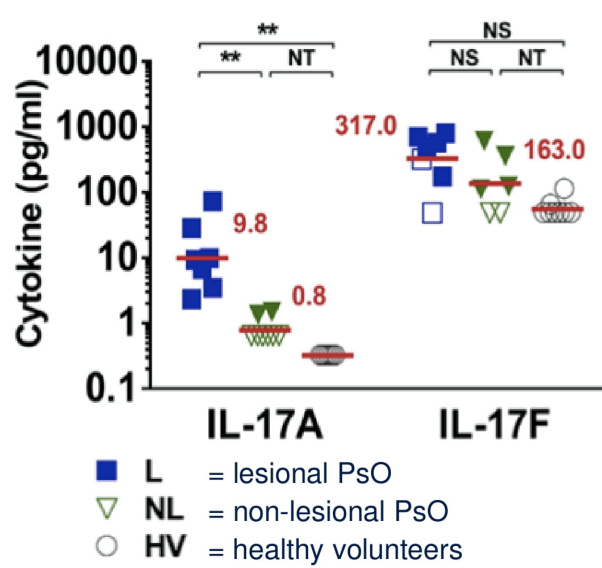 ** NS
** NT NS NT
10000
1000
100
10
1
0.1
Cytokine (pg/ml)
317.0
163.0
9.8
0.8
IL-17A IL-17F
L = lesional PsO
NL = non-lesional PsO
HV = healthy volunteers